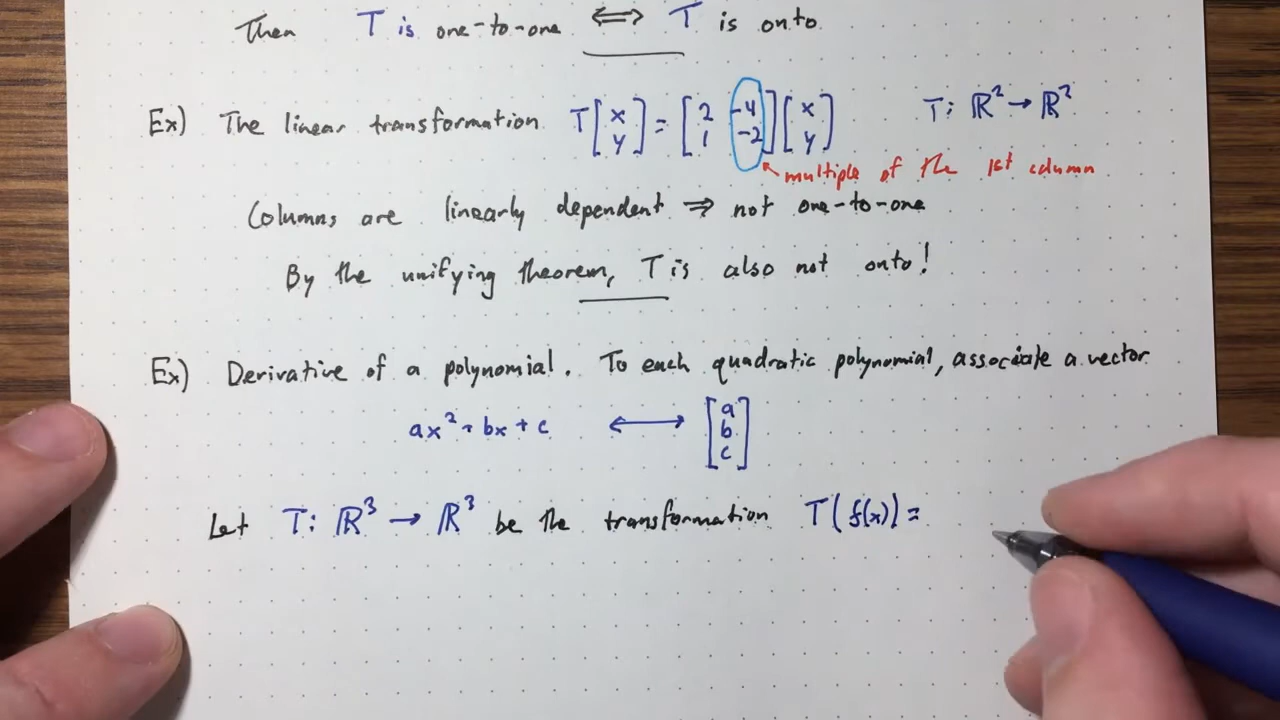 Then T is one-to-one ⟺ T is onto
Ex) The linear transformation T[x y] = [2 -4 1 -2][x y] T: ℝ² → ℝ²
multiple of the 1st column
Columns are linearly dependent ⇒ not one-to-one
By the unifying theorem, T is also not onto!
Ex) Derivative of a polynomial. To each quadratic polynomial, associate a vector
ax² + bx + c ⟷ [a b c]
Let T: ℝ³ → ℝ³ be the transformation T(f(x)) =